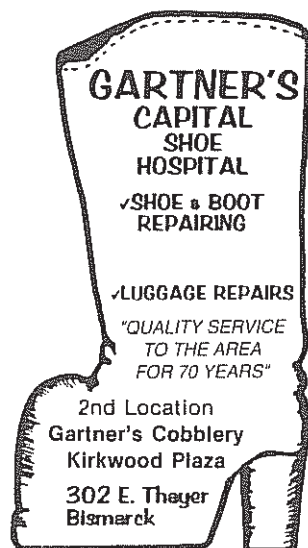 GARTNER'S
CAPITAL
SHOE
HOSPITAL
✓SHOE & BOOT
REPAIRING
✓LUGGAGE REPAIRS
"QUALITY SERVICE
TO THE AREA
FOR 70 YEARS"
2nd Location
Gartner's Cobblery
Kirkwood Plaza
302 E. Thayer
Bismarck